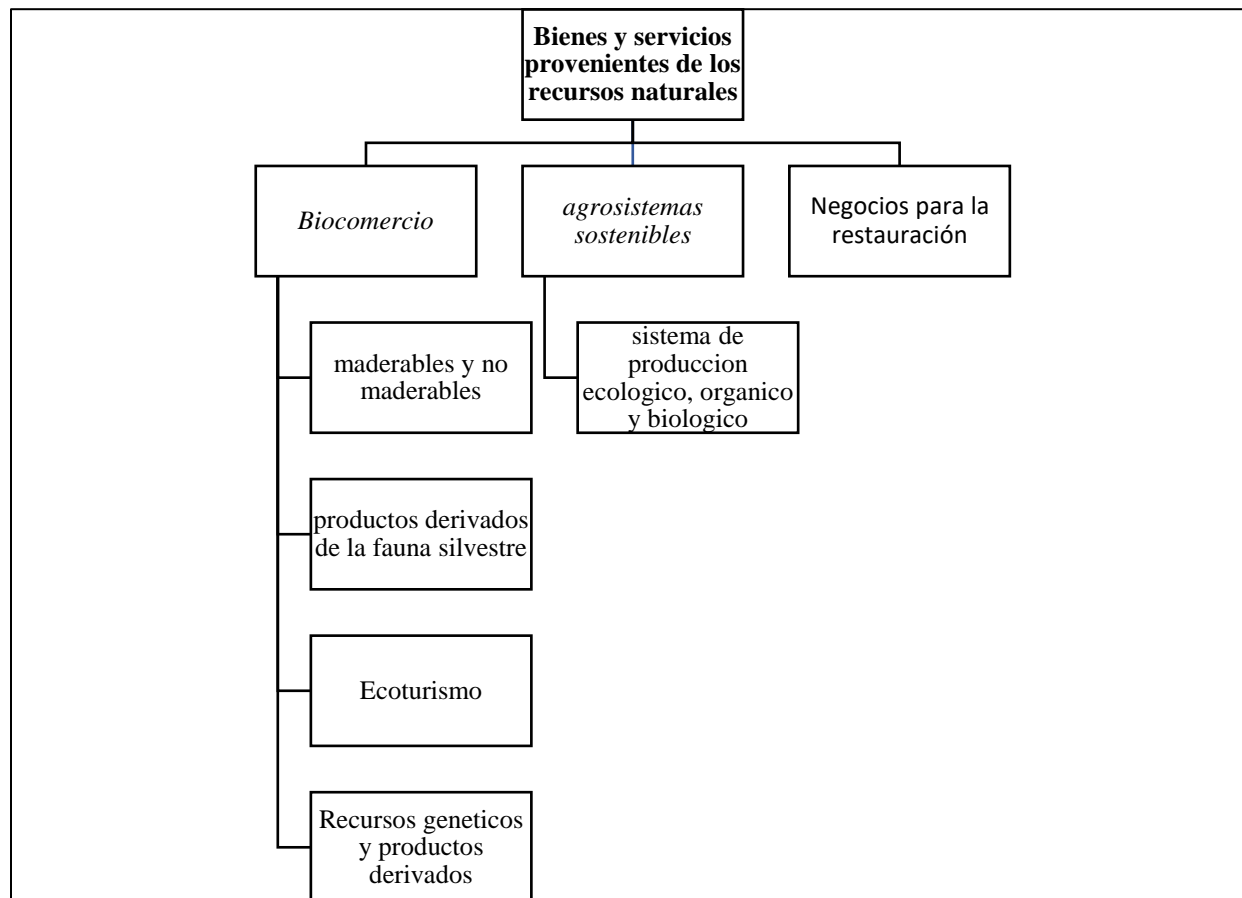 Bienes y servicios
provenientes de los
recursos naturales
Biocomercio
agrosistemas
sostenibles
Negocios para la
restauración
maderables y no
maderables
sistema de
produccion
ecologico, organico
y biologico
productos derivados
de la fauna silvestre
Ecoturismo
Recursos geneticos
y productos
derivados